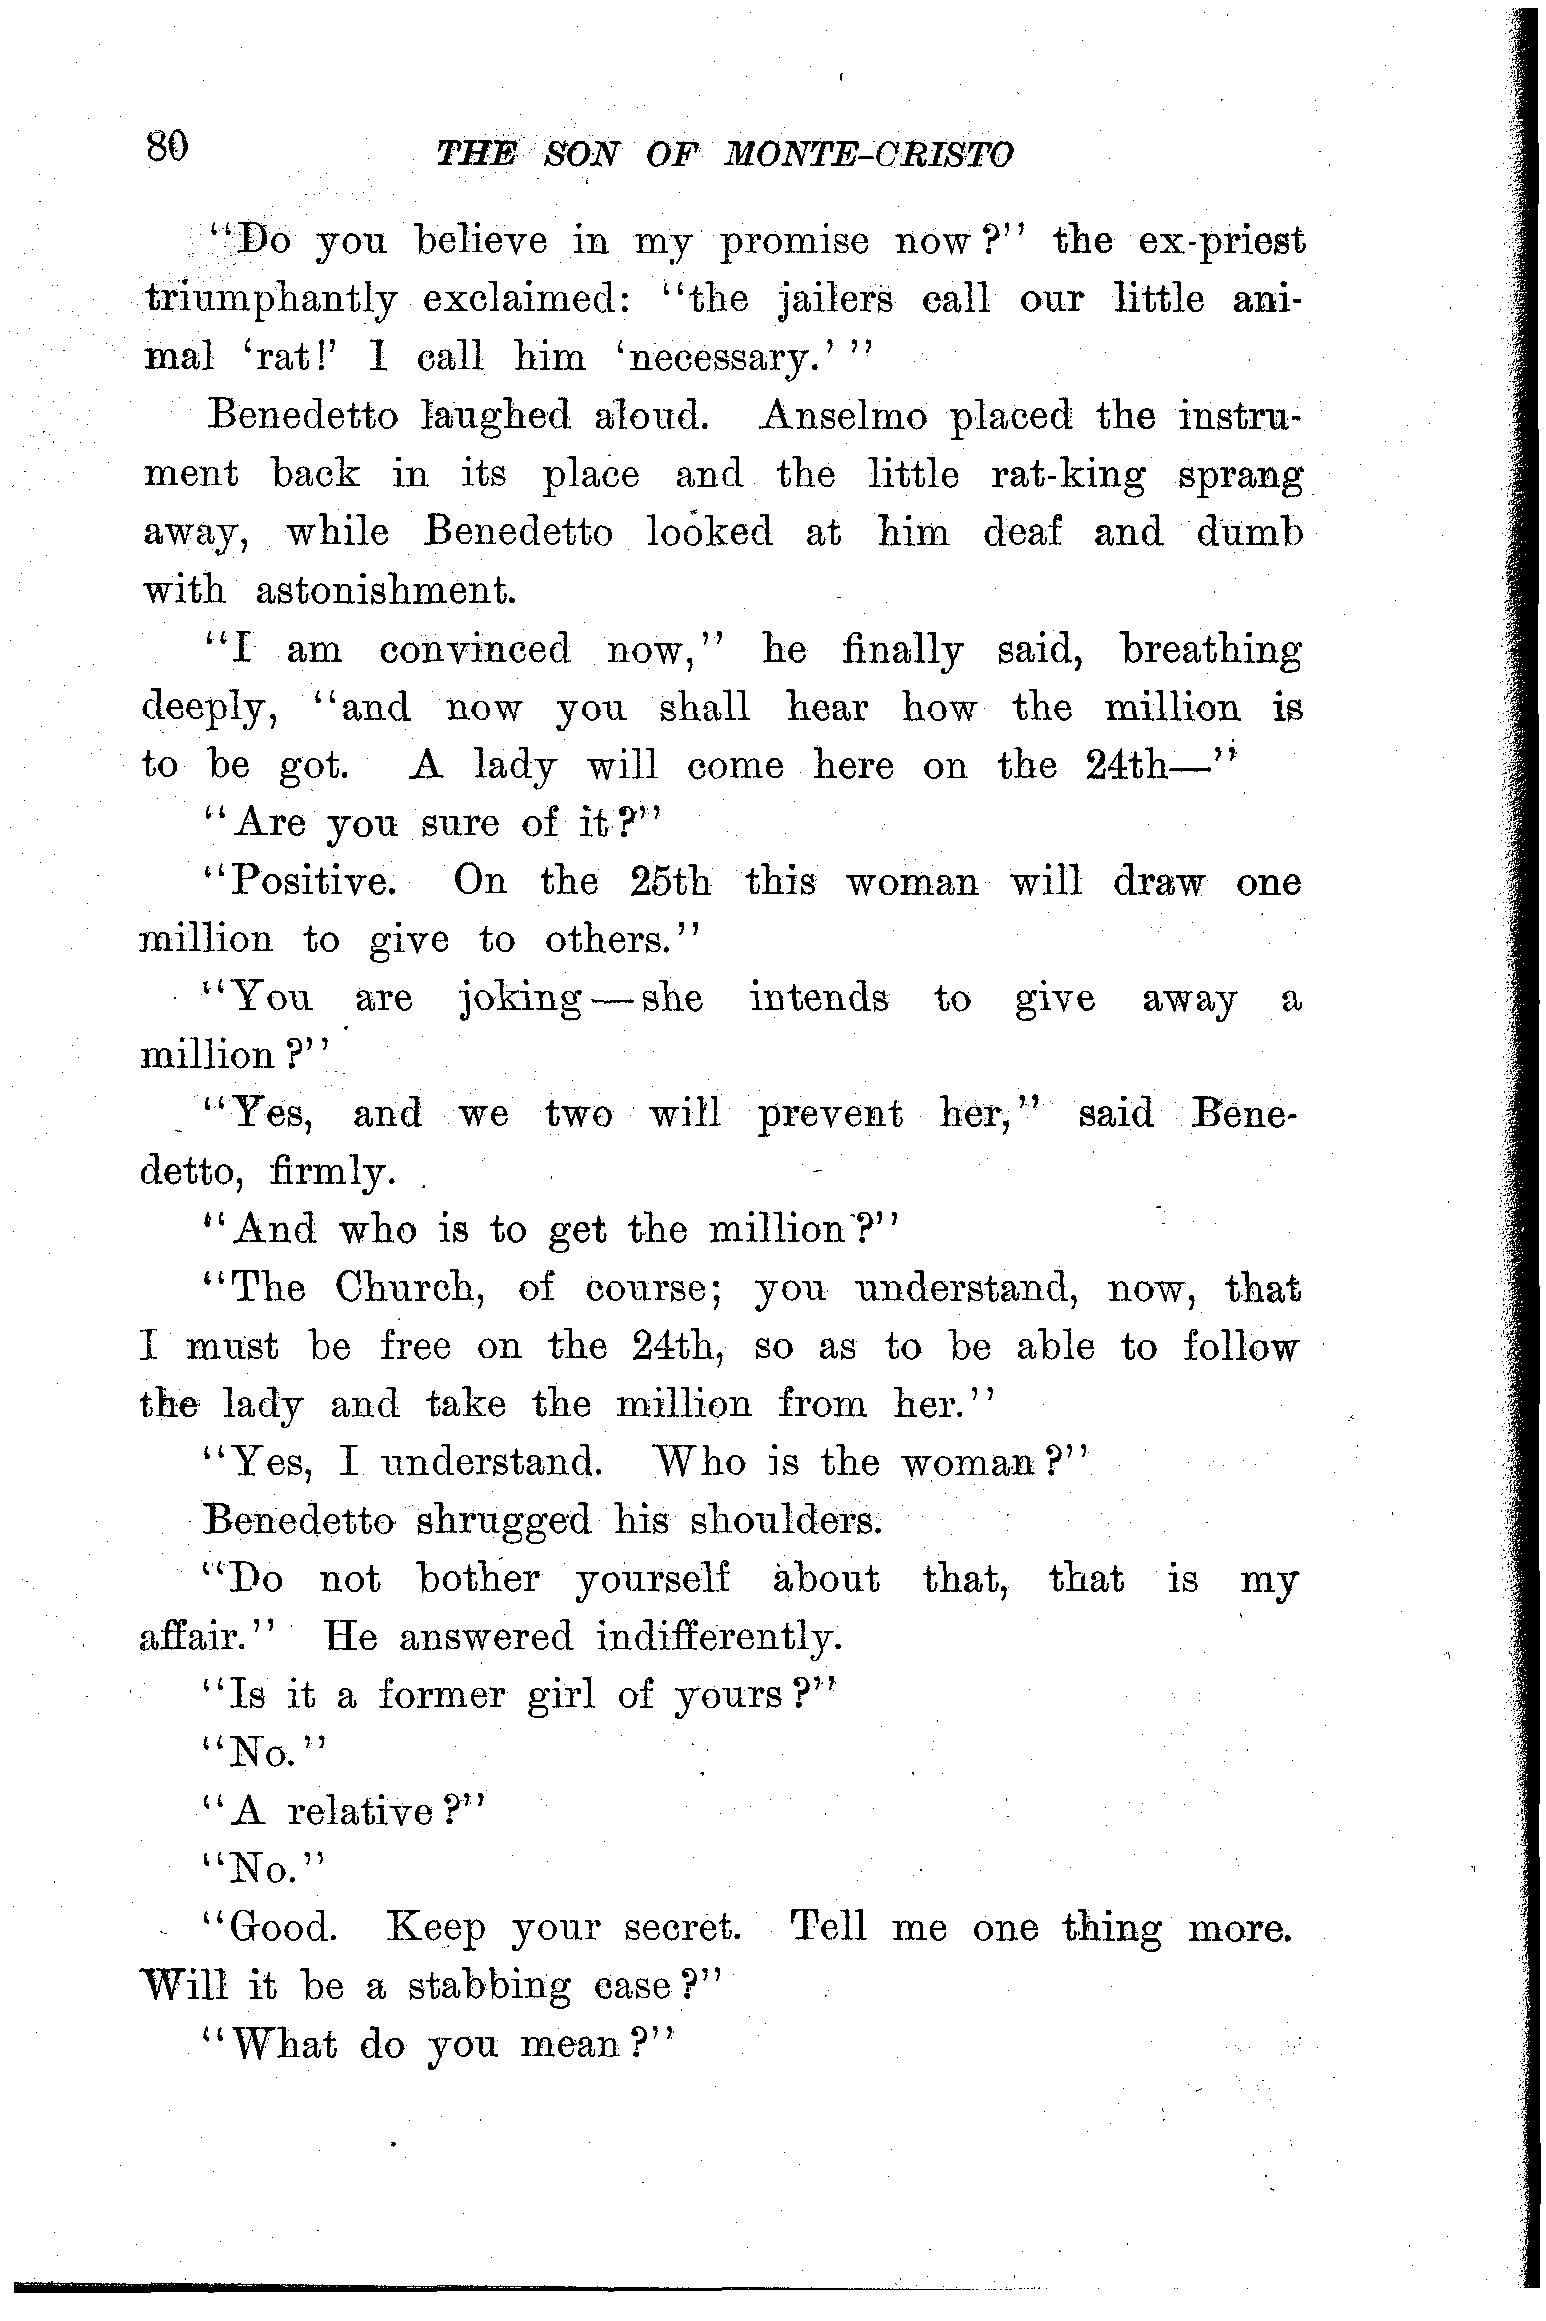 80 THE SON OF MONTE-CRISTO
"Do you believe in my promise now?" the ex-priest
triumphantly exclaimed: "the jailers call our little ani-
mal 'rat!' I call him 'necessary.' "
Benedetto laughed aloud. Anselmo placed the instru-
ment back in its place and the little rat-king sprang
away, while Benedetto looked at him deaf and dumb
with astonishment.
"I am convinced now," he finally said, breathing
deeply, "and now you shall hear how the million is
to be got. A lady will come here on the 24th—"
"Are you sure of it?"
"Positive. On the 25th this woman will draw one
million to give to others."
"You are joking—she intends to give away a
million?"
"Yes, and we two will prevent her," said Bene-
detto, firmly.
"And who is to get the million?"
"The Church, of course; you understand, now, that
I must be free on the 24th, so as to be able to follow
the lady and take the million from her."
"Yes, I understand. Who is the woman?"
Benedetto shrugged his shoulders.
"Do not bother yourself about that, that is my
affair." He answered indifferently.
"Is it a former girl of yours?"
"No."
"A relative?"
"No."
"Good. Keep your secret. Tell me one thing more.
Will it be a stabbing case?"
"What do you mean?"